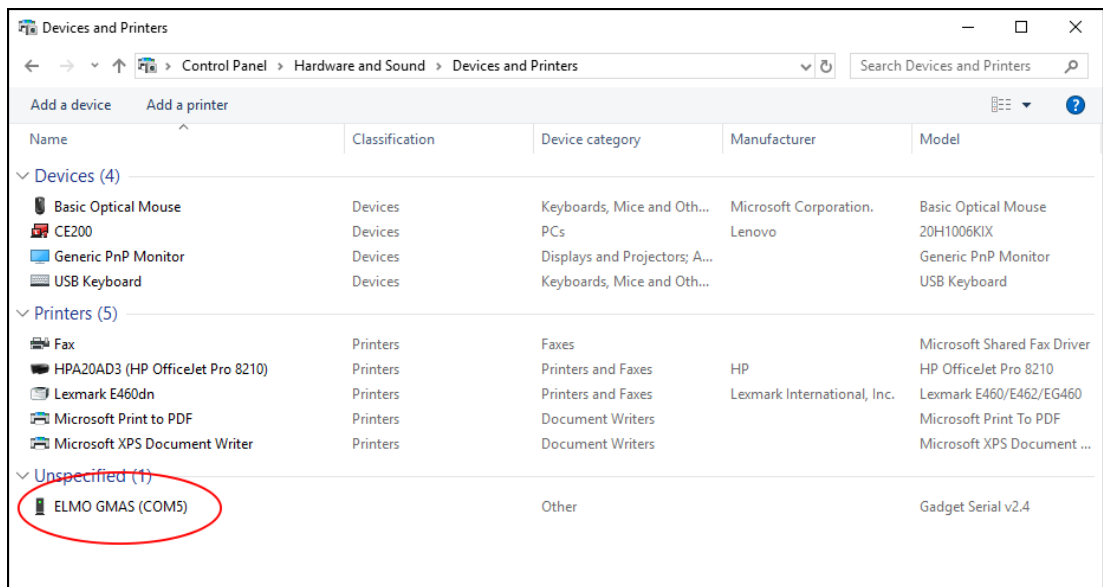 Devices and Printers
Control Panel > Hardware and Sound > Devices and Printers Search Devices and Printers
Add a device Add a printer ?
Name Classification Device category Manufacturer Model
Devices (4)
Basic Optical Mouse Devices Keyboards, Mice and Oth... Microsoft Corporation. Basic Optical Mouse
CE200 Devices PCs Lenovo 20H1006KIX
Generic PnP Monitor Devices Displays and Projectors; A... Generic PnP Monitor
USB Keyboard Devices Keyboards, Mice and Oth... USB Keyboard
Printers (5)
Fax Printers Faxes Microsoft Shared Fax Driver
HPA20AD3 (HP OfficeJet Pro 8210) Printers Printers and Faxes HP HP OfficeJet Pro 8210
Lexmark E460dn Printers Printers and Faxes Lexmark International, Inc. Lexmark E460/E462/EG460
Microsoft Print to PDF Printers Document Writers Microsoft Print To PDF
Microsoft XPS Document Writer Printers Document Writers Microsoft XPS Document ...
Unspecified (1)
ELMO GMAS (COM5) Other Gadget Serial v2.4